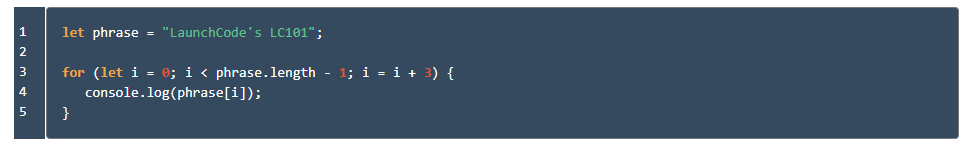 1 let phrase = "LaunchCode's LC101";
2
3 for (let i = 0; i < phrase.length - 1; i = i + 3) {
4    console.log(phrase[i]);
5 }